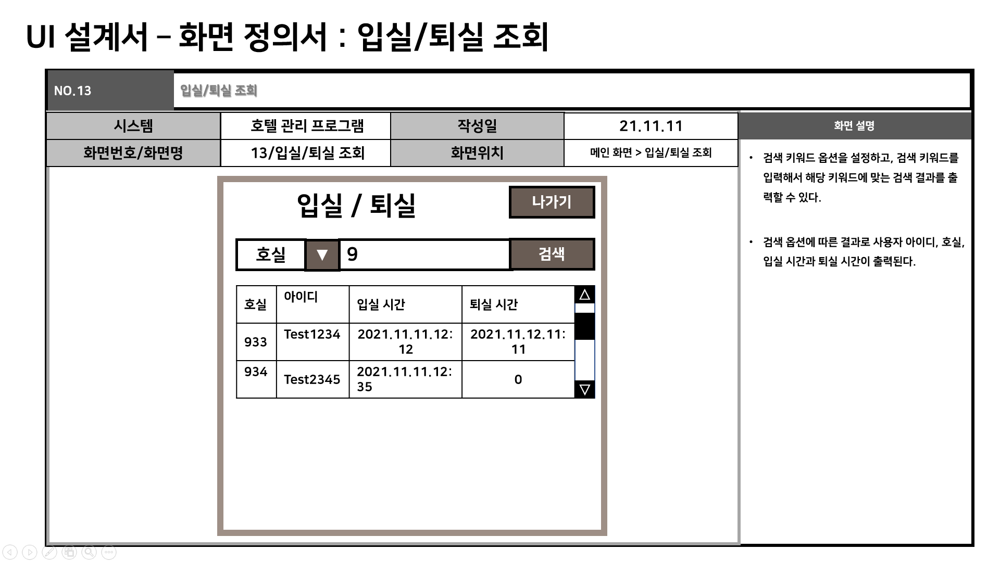 UI 설계서 – 화면 정의서 : 입실/퇴실 조회
NO.13
입실/퇴실 조회
시스템
호텔 관리 프로그램
작성일
21.11.11
화면 설명
화면번호/화면명
13/입실/퇴실 조회
화면위치
메인 화면 > 입실/퇴실 조회
입실 / 퇴실
나가기
호실
▼
9
검색
호실
아이디
입실 시간
퇴실 시간
933
Test1234
2021.11.11.12:
12
2021.11.12.11:
11
934
Test2345
2021.11.11.12:
35
0
• 검색 키워드 옵션을 설정하고, 검색 키워드를
입력해서 해당 키워드에 맞는 검색 결과를 출
력할 수 있다.
• 검색 옵션에 따른 결과로 사용자 아이디, 호실,
입실 시간과 퇴실 시간이 출력된다.